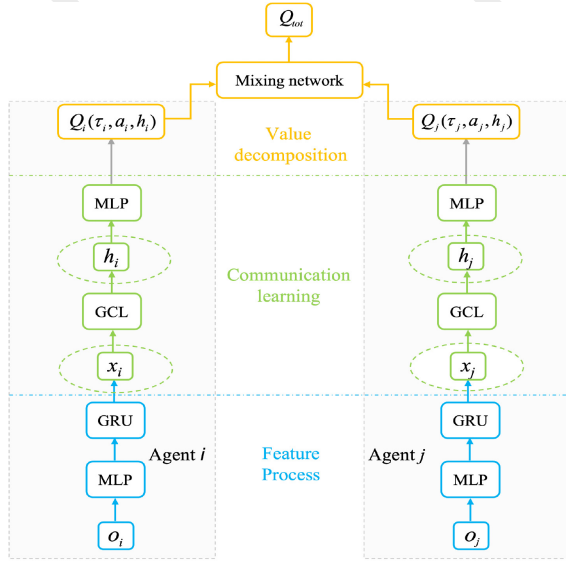 Q_tot
Mixing network
Q_i(τ_i, a_i, h_i)
Q_j(τ_j, a_j, h_j)
Value
decomposition
MLP
MLP
h_i
h_j
Communication
learning
GCL
GCL
x_i
x_j
GRU
GRU
Agent i
Feature
Process
Agent j
MLP
MLP
o_i
o_j